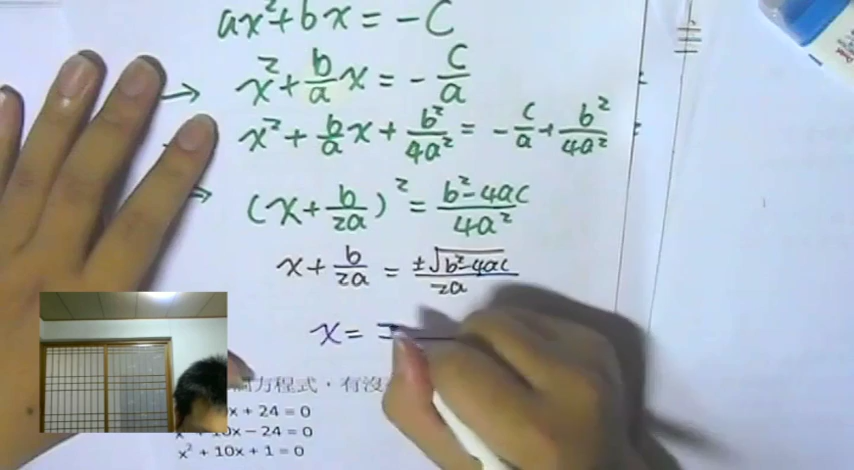 ax²+bx=-C
→ x²+b/a x=-c/a
x²+b/a x+b²/4a²=-c/a+b²/4a²
→ (x+b/2a)²=b²-4ac/4a²
x+b/2a=±√b²-4ac/2a
x=
方程式，有沒
x+24=0
10x-24=0
x²+10x+1=0